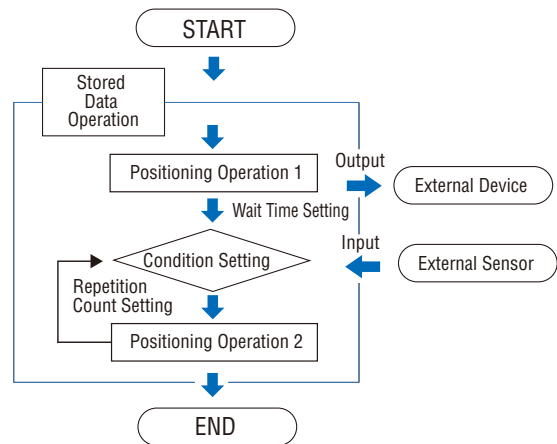 START
Stored
Data
Operation
Positioning Operation 1
Output
External Device
Wait Time Setting
Condition Setting
Input
External Sensor
Repetition
Count Setting
Positioning Operation 2
END